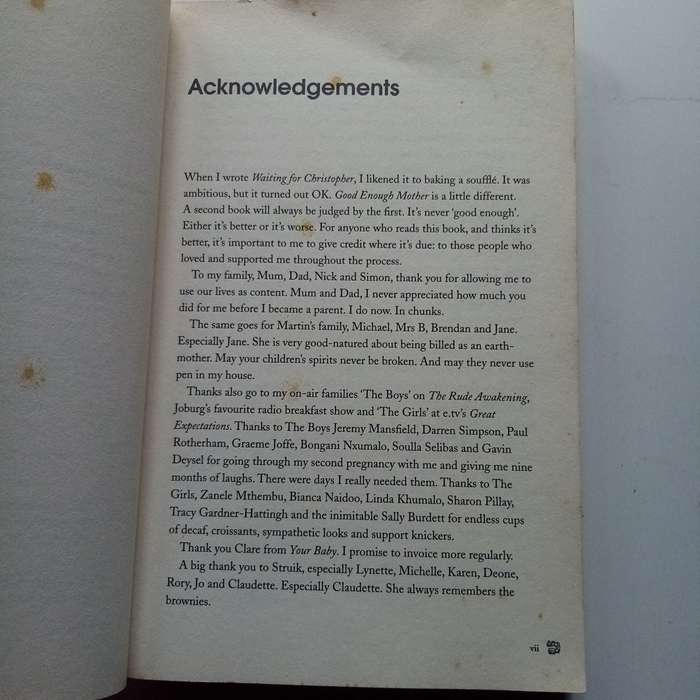 Acknowledgements
When I wrote Waiting for Christopher, I likened it to baking a soufflé. It was
ambitious, but it turned out OK. Good Enough Mother is a little different.
A second book will always be judged by the first. It's never 'good enough'.
Either it's better or it's worse. For anyone who reads this book, and thinks it's
better, it's important to me to give credit where it's due: to those people who
loved and supported me throughout the process.
To my family, Mum, Dad, Nick and Simon, thank you for allowing me to
use our lives as content. Mum and Dad, I never appreciated how much you
did for me before I became a parent. I do now. In chunks.
The same goes for Martin's family, Michael, Mrs B, Brendan and Jane.
Especially Jane. She is very good-natured about being billed as an earth-
mother. May your children's spirits never be broken. And may they never use
pen in my house.
Thanks also go to my on-air families 'The Boys' on The Rude Awakening,
Joburg's favourite radio breakfast show and 'The Girls' at e.tv's Great
Expectations. Thanks to The Boys Jeremy Mansfield, Darren Simpson, Paul
Rotherham, Graeme Joffe, Bongani Nxumalo, Soulla Selibas and Gavin
Deysel for going through my second pregnancy with me and giving me nine
months of laughs. There were days I really needed them. Thanks to The
Girls, Zanele Mthembu, Bianca Naidoo, Linda Khumalo, Sharon Pillay,
Tracy Gardner-Hattingh and the inimitable Sally Burdett for endless cups
of decaf, croissants, sympathetic looks and support knickers.
Thank you Clare from Your Baby. I promise to invoice more regularly.
A big thank you to Struik, especially Lynette, Michelle, Karen, Deone,
Rory, Jo and Claudette. Especially Claudette. She always remembers the
brownies.
vii